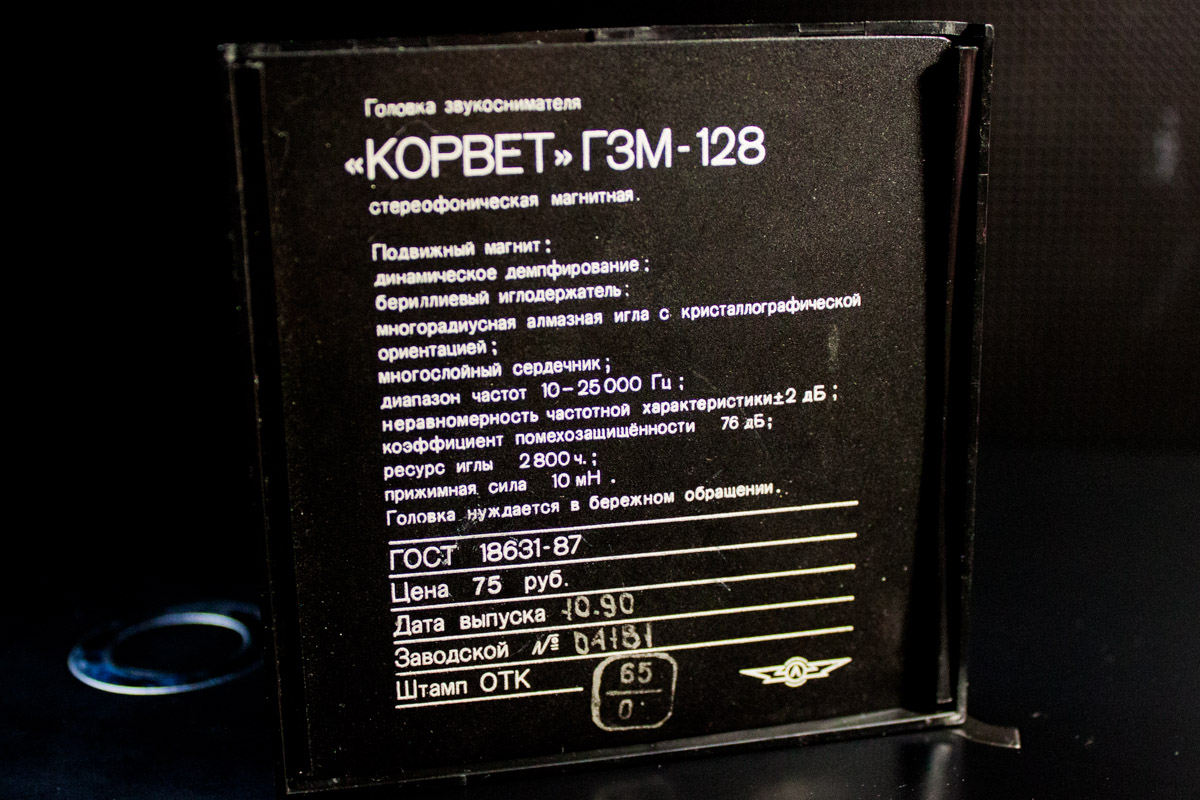 Головка звукоснимателя
«КОРВЕТ» ГЗМ-128
стереофоническая магнитная.
Подвижный магнит;
динамическое демпфирование;
бериллиевый иглодержатель;
многорадиусная алмазная игла с кристаллографической
ориентацией;
многослойный сердечник;
диапазон частот 10–25000 Гц;
неравномерность частотной характеристики±2 дБ;
коэффициент помехозащищённости 76 дБ;
ресурс иглы 2800 ч.;
прижимная сила 10 мН.
Головка нуждается в бережном обращении.
ГОСТ 18631-87
Цена 75 руб.
Дата выпуска 10.90
Заводской №
Штамп ОТК
65
0